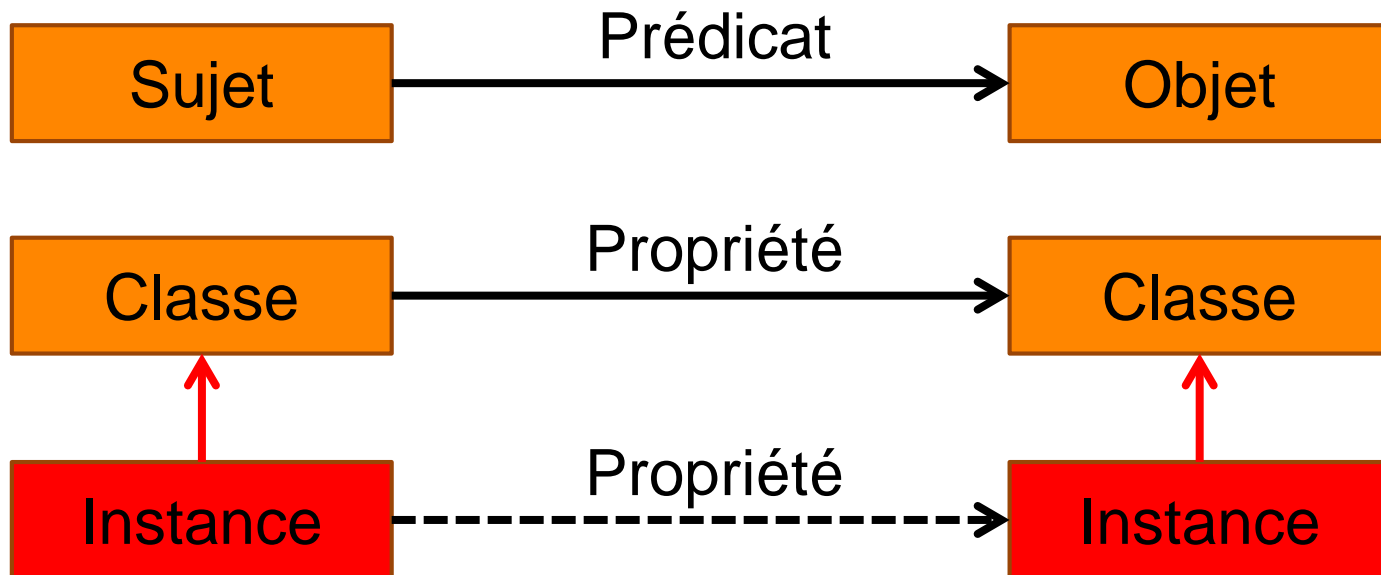 Prédicat
Sujet
Objet
Propriété
Classe
Classe
Propriété
Instance
Instance